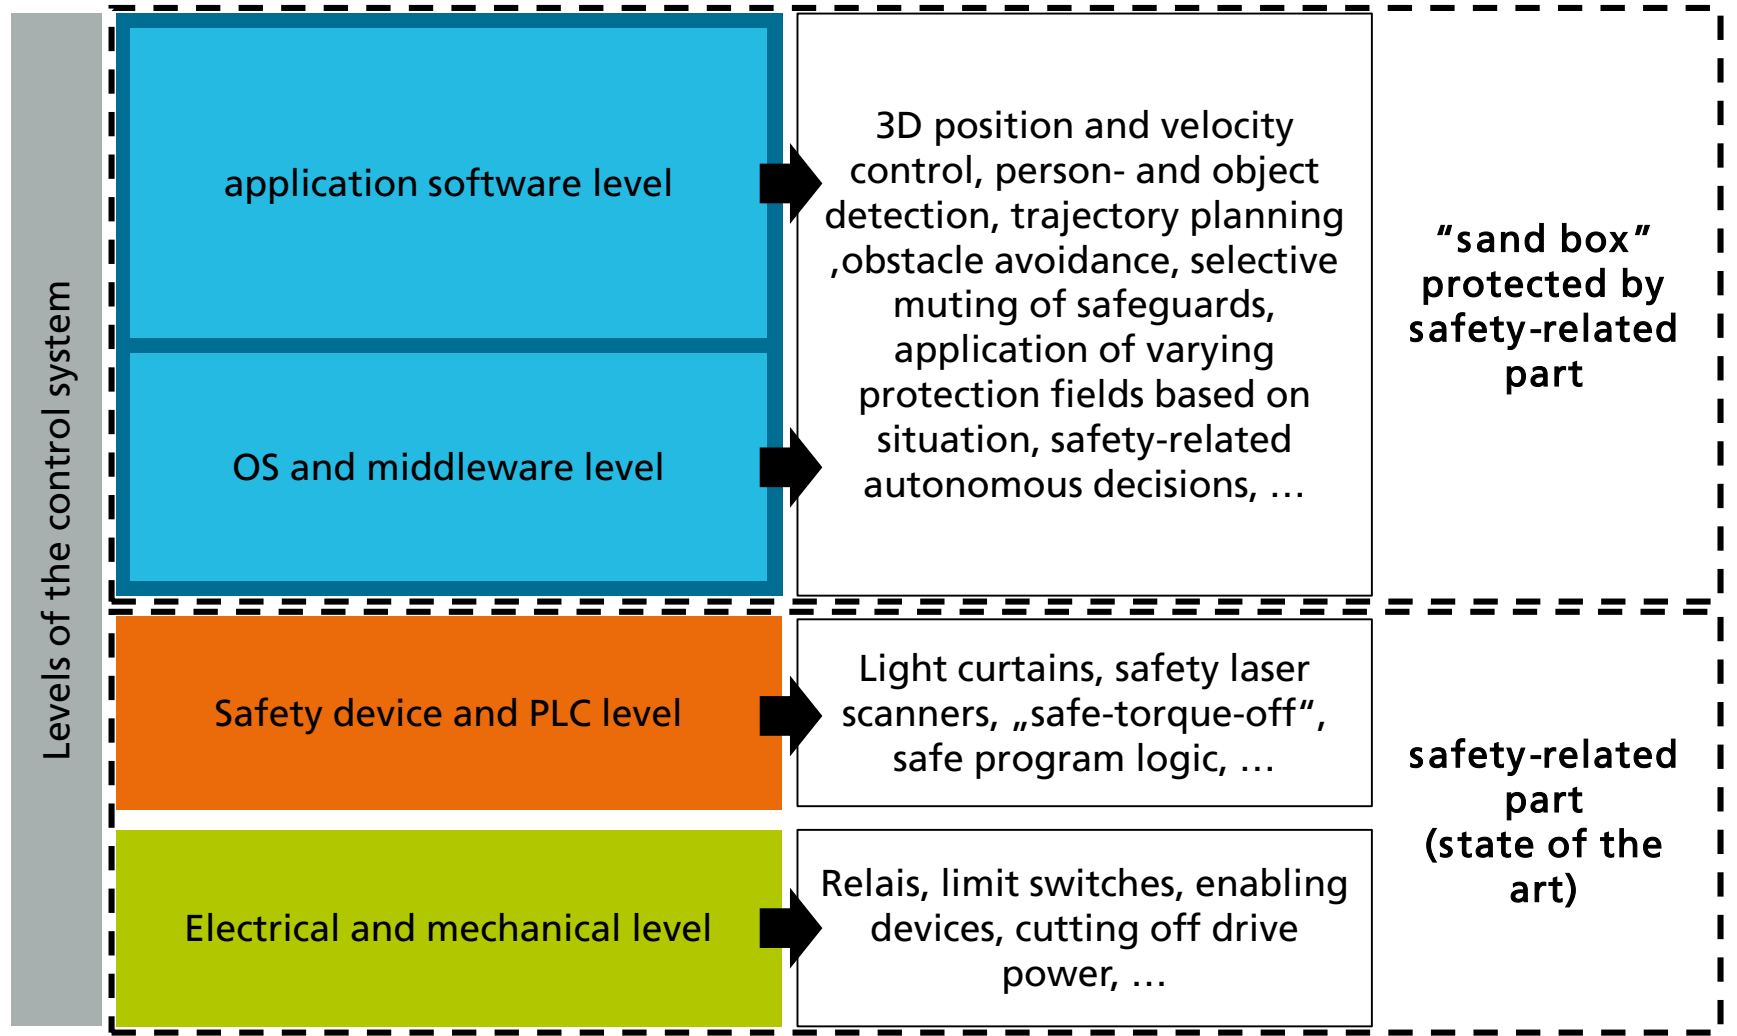 Levels of the control system
application software level
OS and middleware level
3D position and velocity
control, person- and object
detection, trajectory planning
,obstacle avoidance, selective
muting of safeguards,
application of varying
protection fields based on
situation, safety-related
autonomous decisions, …
“sand box”
protected by
safety-related
part
Safety device and PLC level
Light curtains, safety laser
scanners, „safe-torque-off“,
safe program logic, …
Electrical and mechanical level
Relais, limit switches, enabling
devices, cutting off drive
power, …
safety-related
part
(state of the
art)